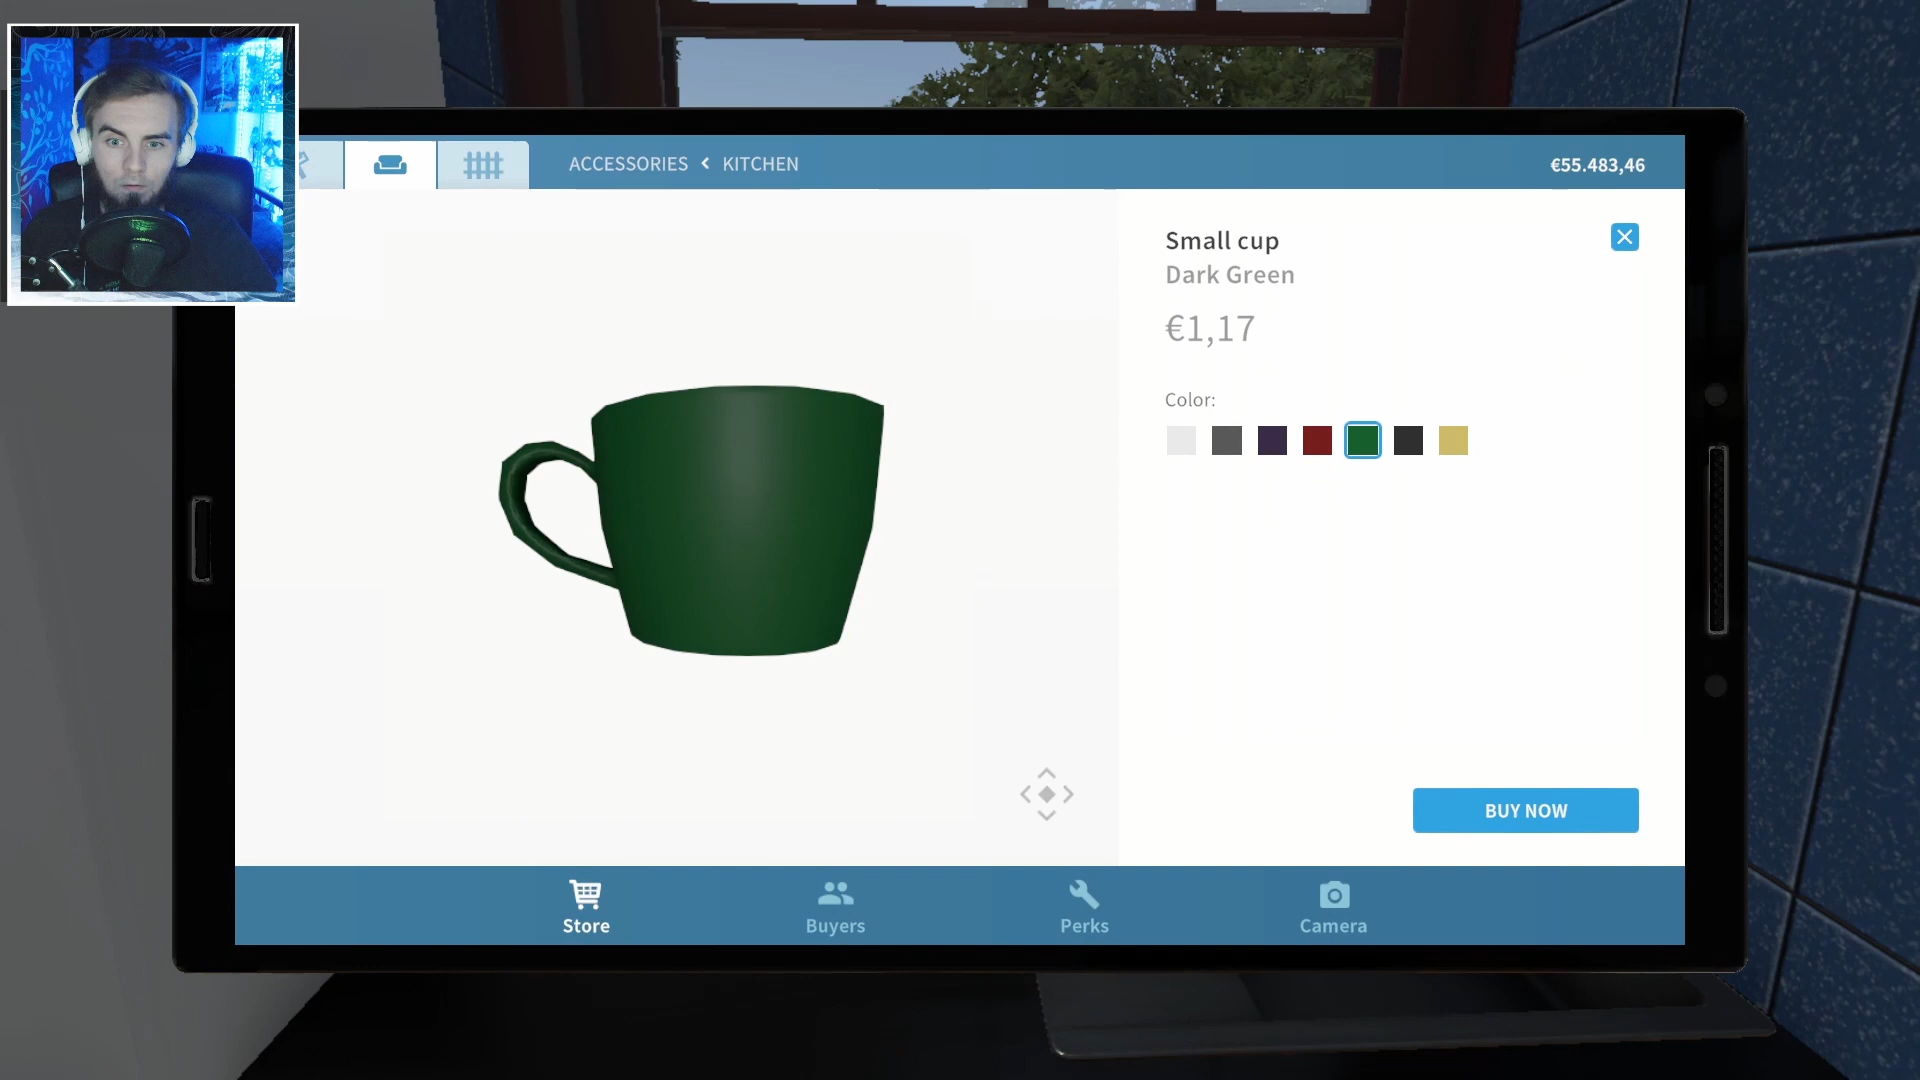 ACCESSORIES < KITCHEN
€55.483,46
Small cup
Dark Green
€1,17
Color:
BUY NOW
Store
Buyers
Perks
Camera